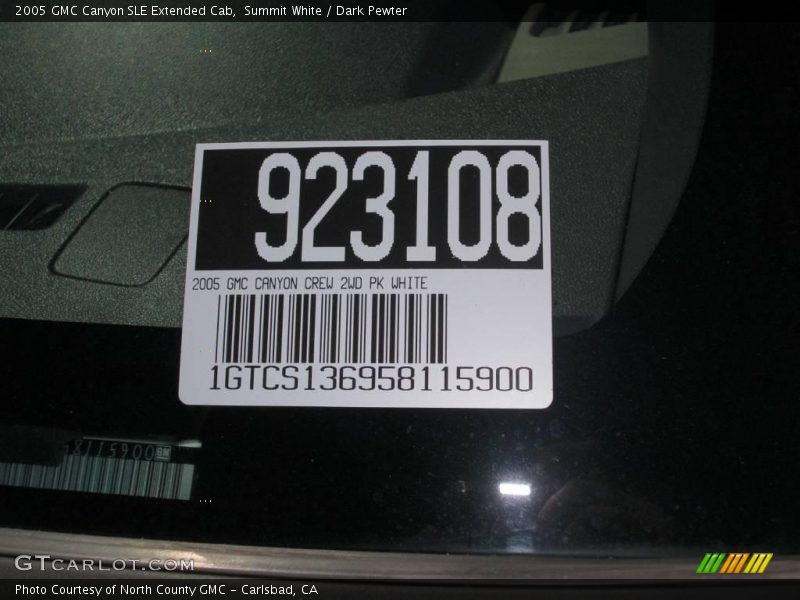 2005 GMC Canyon SLE Extended Cab, Summit White / Dark Pewter
923108
2005 GMC CANYON CREW 2WD PK WHITE
1GTCS136958115900
8115900
GTCARLOT.COM
Photo Courtesy of North County GMC - Carlsbad, CA